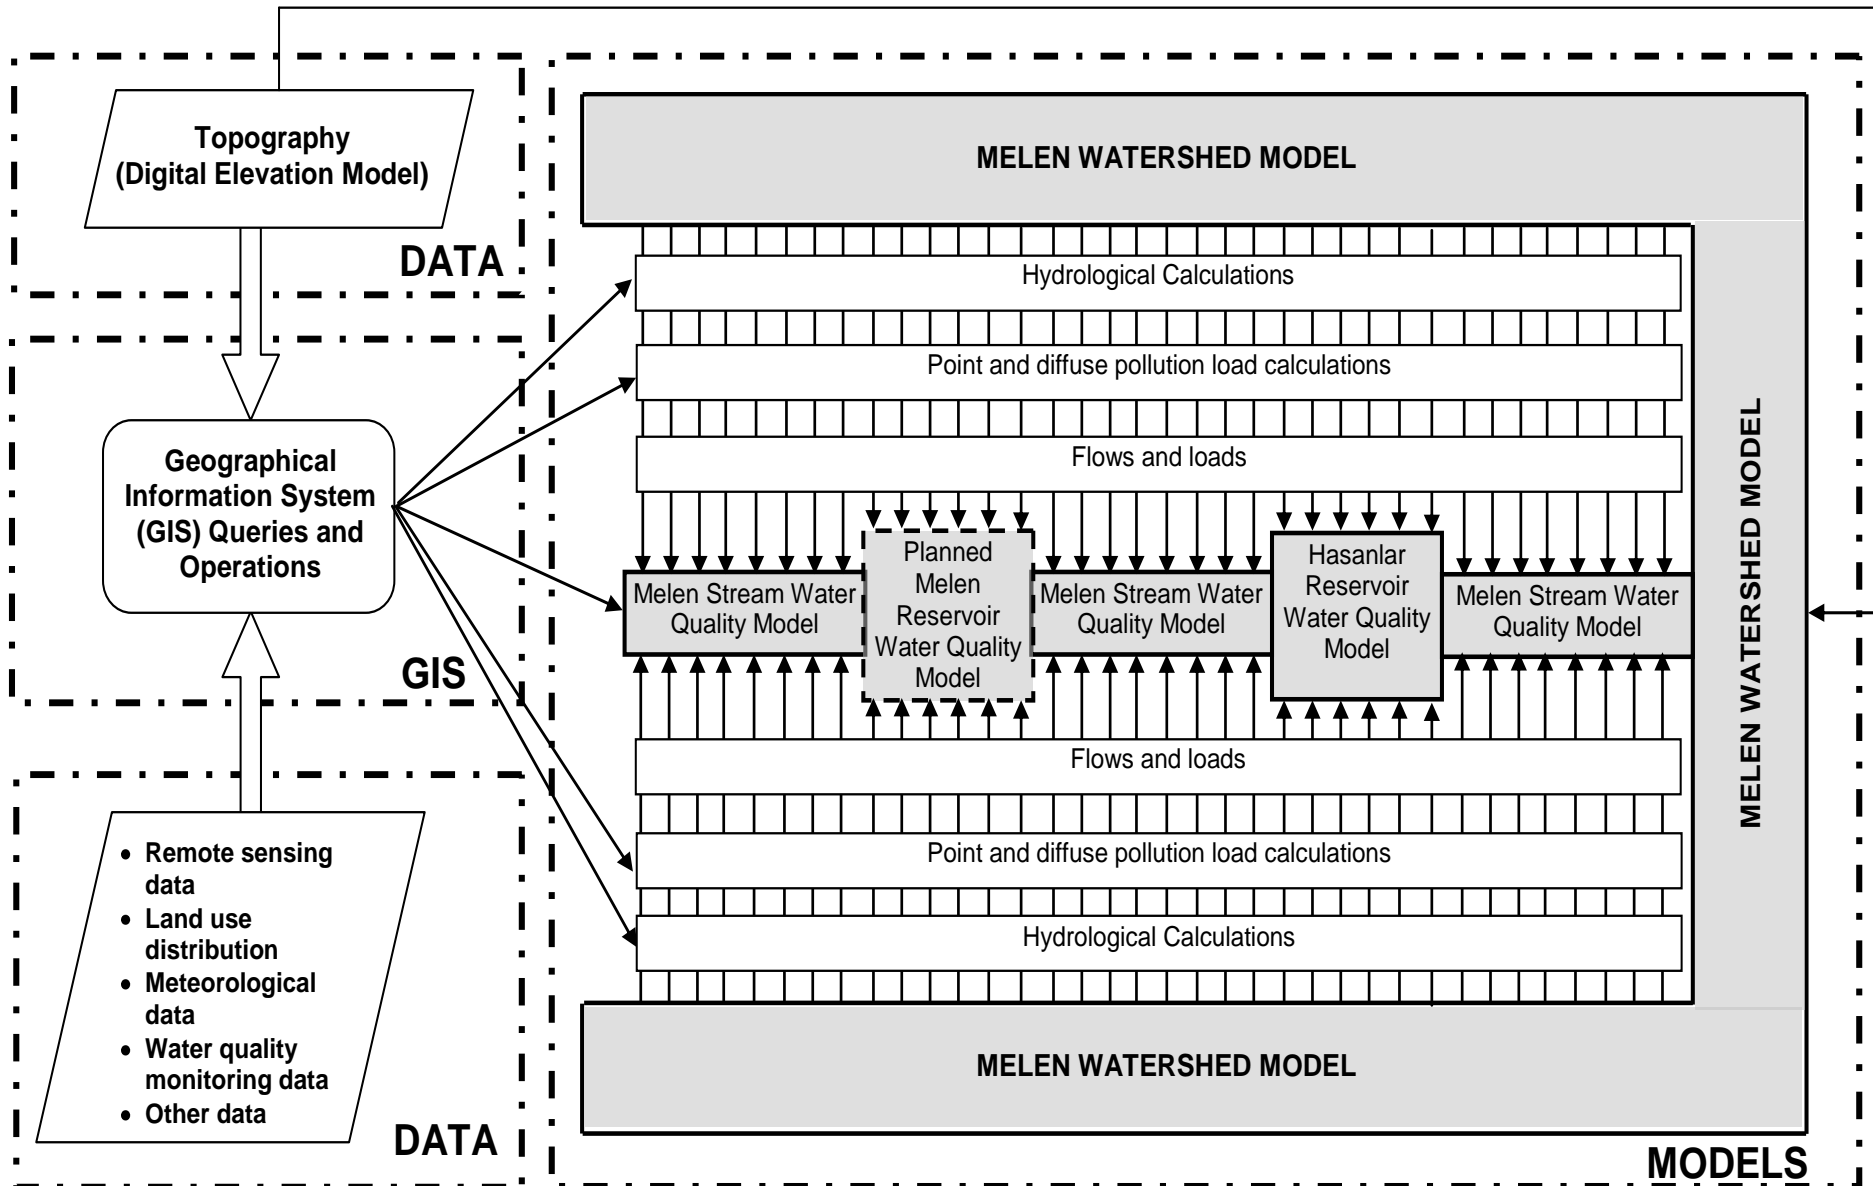 Topography
(Digital Elevation Model)
DATA
Geographical
Information System
(GIS) Queries and
Operations
GIS
• Remote sensing
data
• Land use
distribution
• Meteorological
data
• Water quality
monitoring data
• Other data
DATA
MELEN WATERSHED MODEL
Hydrological Calculations
Point and diffuse pollution load calculations
Flows and loads
Melen Stream Water
Quality Model
Planned
Melen
Reservoir
Water Quality
Model
Melen Stream Water
Quality Model
Hasanlar
Reservoir
Water Quality
Model
Melen Stream Water
Quality Model
MELEN WATERSHED MODEL
Flows and loads
Point and diffuse pollution load calculations
Hydrological Calculations
MELEN WATERSHED MODEL
MODELS